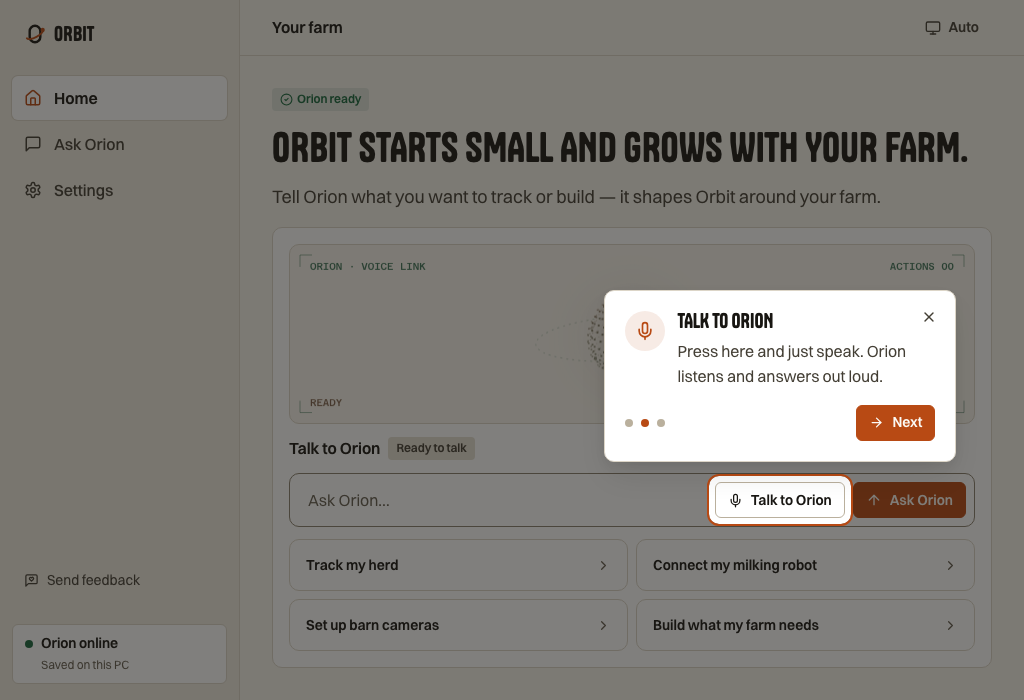 ORBIT
Your farm
Auto
Home
Ask Orion
Settings
Orion ready
ORBIT STARTS SMALL AND GROWS WITH YOUR FARM.
Tell Orion what you want to track or build — it shapes Orbit around your farm.
ORION · VOICE LINK
ACTIONS 00
READY
TALK TO ORION
Press here and just speak. Orion
listens and answers out loud.
Next
Talk to Orion
Ready to talk
Ask Orion...
Talk to Orion
Ask Orion
Track my herd
Connect my milking robot
Set up barn cameras
Build what my farm needs
Send feedback
Orion online
Saved on this PC